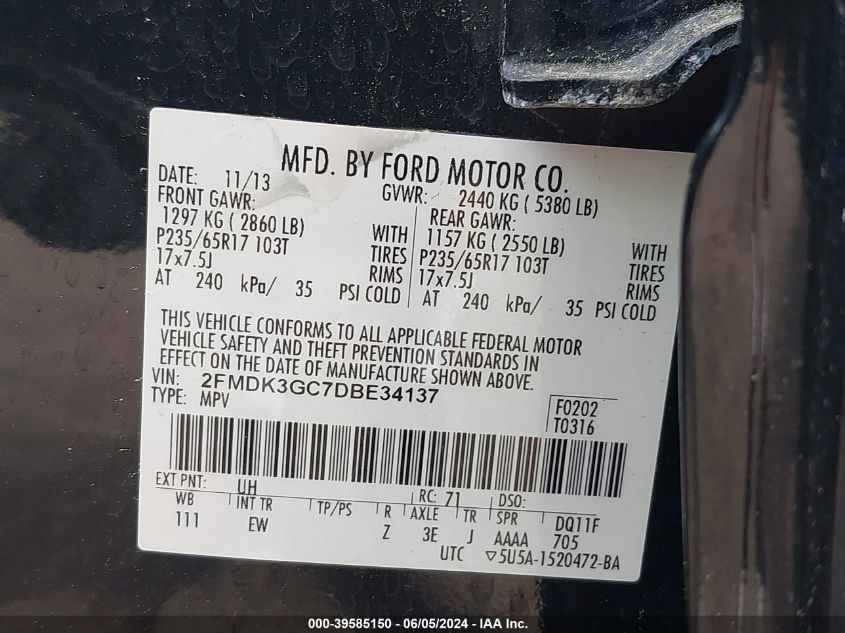 MFD. BY FORD MOTOR CO.
DATE: 11/13 GVWR: 2440 KG ( 5380 LB)
FRONT GAWR: REAR GAWR:
1297 KG ( 2860 LB) WITH 1157 KG ( 2550 LB) WITH
P235/65R17 103T TIRES P235/65R17 103T TIRES
17x7.5J RIMS 17x7.5J RIMS
AT 240 kPa/ 35 PSI COLD AT 240 kPa/ 35 PSI COLD
THIS VEHICLE CONFORMS TO ALL APPLICABLE FEDERAL MOTOR
VEHICLE SAFETY AND THEFT PREVENTION STANDARDS IN
EFFECT ON THE DATE OF MANUFACTURE SHOWN ABOVE.
VIN: 2FMDK3GC7DBE34137
TYPE: MPV
F0202
T0316
EXT PNT: UH RC: 71 DSO:
WB INT TR TP/PS R AXLE TR SPR DQ11F
111 EW Z 3E J AAAA 705
UTC ▽5U5A-1520472-BA
000-39585150 - 06/05/2024 - IAA Inc.